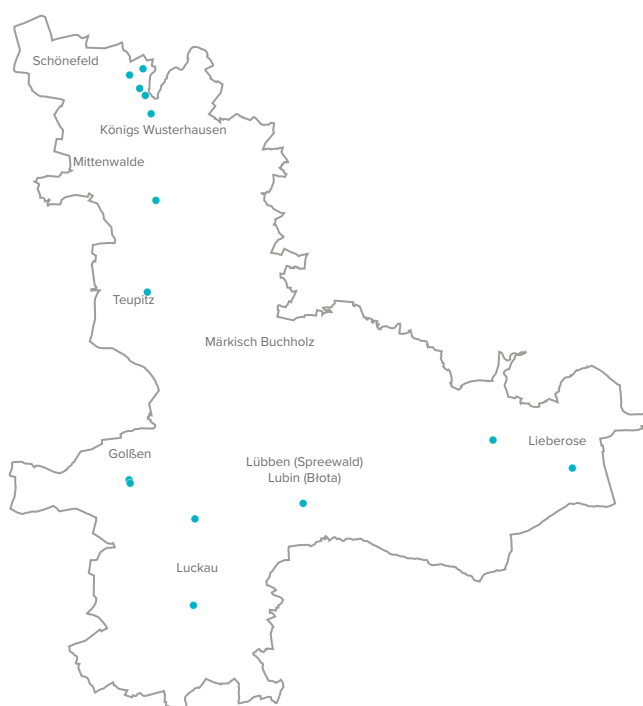 Schönefeld
Königs Wusterhausen
Mittenwalde
Teupitz
Märkisch Buchholz
Golßen
Lieberose
Lübben (Spreewald)
Lubin (Błota)
Luckau